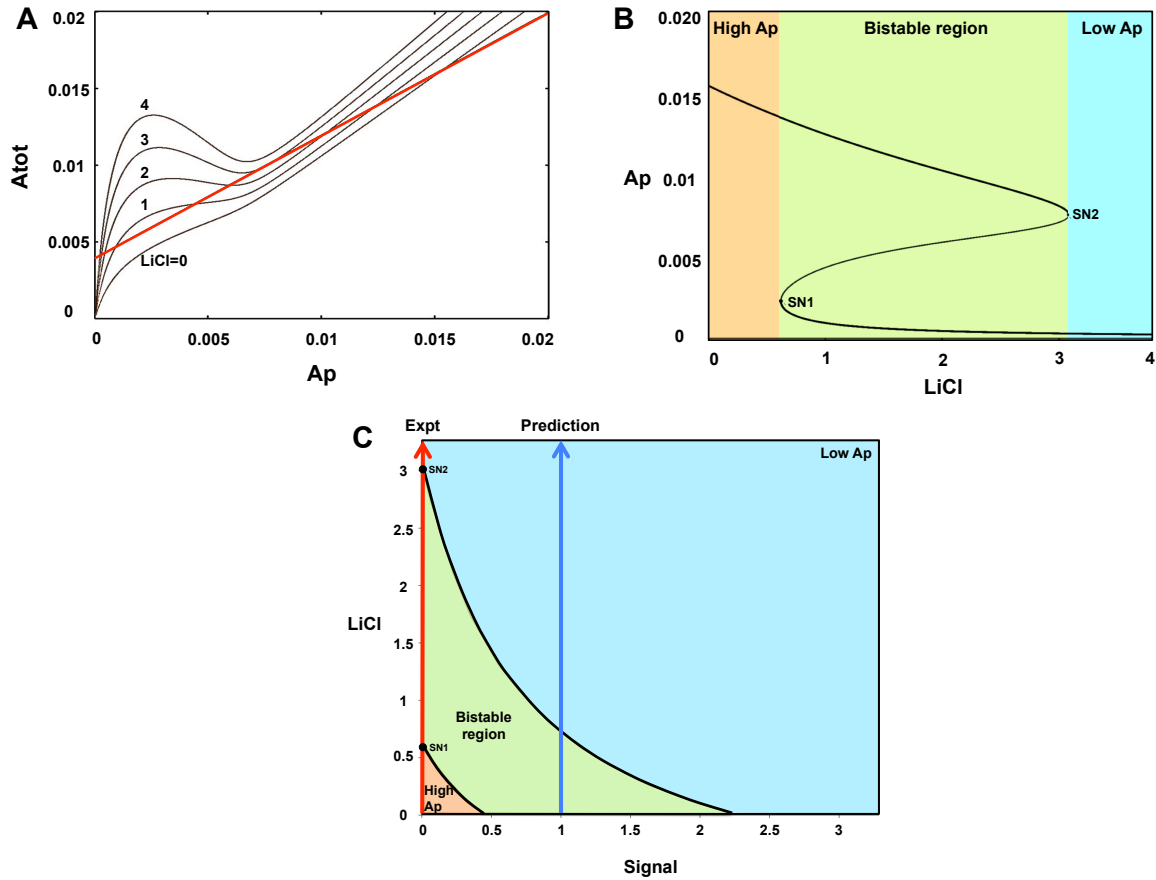 A
0.02
0.015
0.01
0.005
0
Atot
4
3
2
1
LiCl=0
0
0.005
0.01
0.015
0.02
Ap
B
0.020
0.015
Ap
0.01
0.005
0
High Ap
Bistable region
Low Ap
SN2
SN1
0
1
2
3
4
LiCl
C
Expt
Prediction
Low Ap
3
2.5
2
1.5
1
0.5
0
LiCl
SN2
Bistable
region
SN1
High
Ap
0
0.5
1
1.5
2
2.5
3
Signal